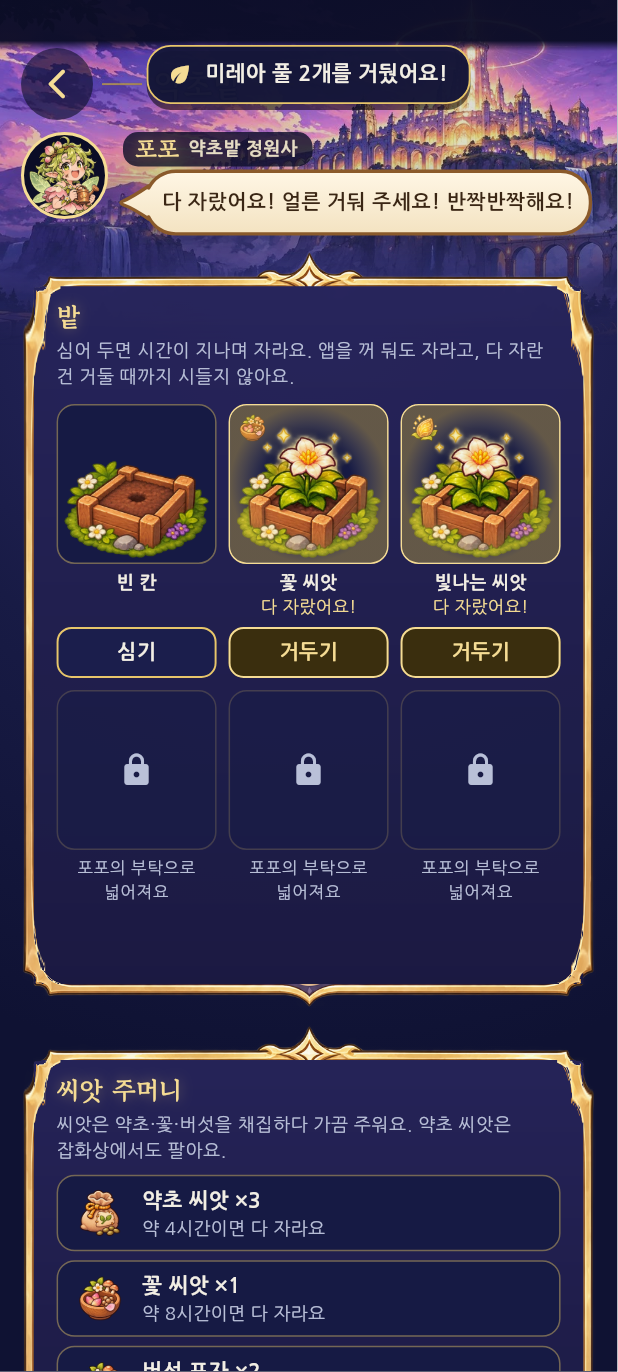 미레아 풀 2개를 거뒀어요!
포포 약초밭 정원사
다 자랐어요! 얼른 거둬 주세요! 반짝반짝해요!
밭
심어 두면 시간이 지나며 자라요. 앱을 꺼 둬도 자라고, 다 자란
건 거둘 때까지 시들지 않아요.
빈 칸
꽃 씨앗
빛나는 씨앗
다 자랐어요!
다 자랐어요!
심기
거두기
거두기
포포의 부탁으로
넓어져요
포포의 부탁으로
넓어져요
포포의 부탁으로
넓어져요
씨앗 주머니
씨앗은 약초·꽃·버섯을 채집하다 가끔 주워요. 약초 씨앗은
잡화상에서도 팔아요.
약초 씨앗 ×3
약 4시간이면 다 자라요
꽃 씨앗 ×1
약 8시간이면 다 자라요
버섯 포자 ×2